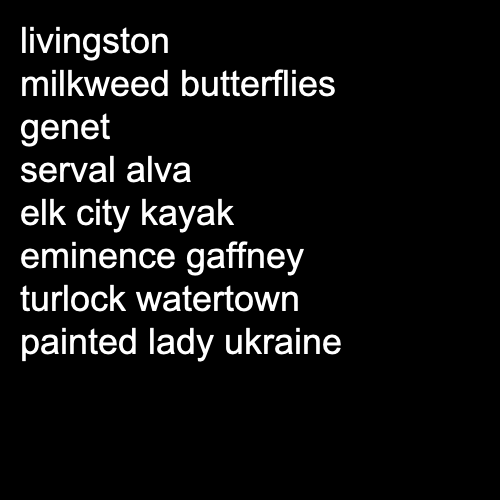 livingston
milkweed butterflies
genet
serval alva
elk city kayak
eminence gaffney
turlock watertown
painted lady ukraine